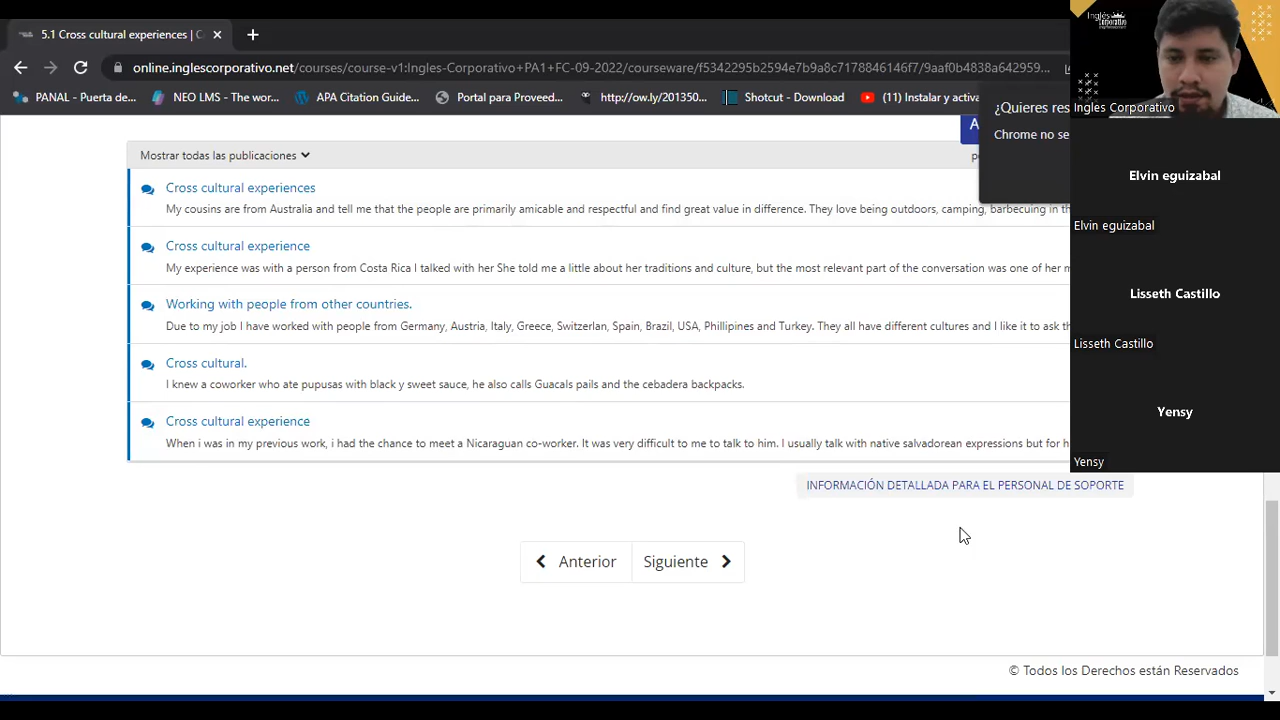 5.1 Cross cultural experiences | C
online.inglescorporativo.net/courses/course-v1:Ingles-Corporativo+PA1+FC-09-2022/courseware/f5342295b2594e7b9a8c7178846146f7/9aaf0b4838a642959...
PANAL - Puerta de...
NEO LMS - The wor...
APA Citation Guide...
Portal para Proveed...
http://ow.ly/201350...
Shotcut - Download
(11) Instalar y activa
¿Quieres res
Chrome no se
A
Mostrar todas las publicaciones
Cross cultural experiences
My cousins are from Australia and tell me that the people are primarily amicable and respectful and find great value in difference. They love being outdoors, camping, barbecuing in th
Cross cultural experience
My experience was with a person from Costa Rica I talked with her She told me a little about her traditions and culture, but the most relevant part of the conversation was one of her m
Working with people from other countries.
Due to my job I have worked with people from Germany, Austria, Italy, Greece, Switzerlan, Spain, Brazil, USA, Phillipines and Turkey. They all have different cultures and I like it to ask th
Cross cultural.
I knew a coworker who ate pupusas with black y sweet sauce, he also calls Guacals pails and the cebadera backpacks.
Cross cultural experience
When i was in my previous work, i had the chance to meet a Nicaraguan co-worker. It was very difficult to me to talk to him. I usually talk with native salvadorean expressions but for h
INFORMACIÓN DETALLADA PARA EL PERSONAL DE SOPORTE
Anterior
Siguiente
© Todos los Derechos están Reservados
Inglés
Corporativo
Ingles Corporativo
Elvin eguizabal
Elvin eguizabal
Lisseth Castillo
Lisseth Castillo
Yensy
Yensy